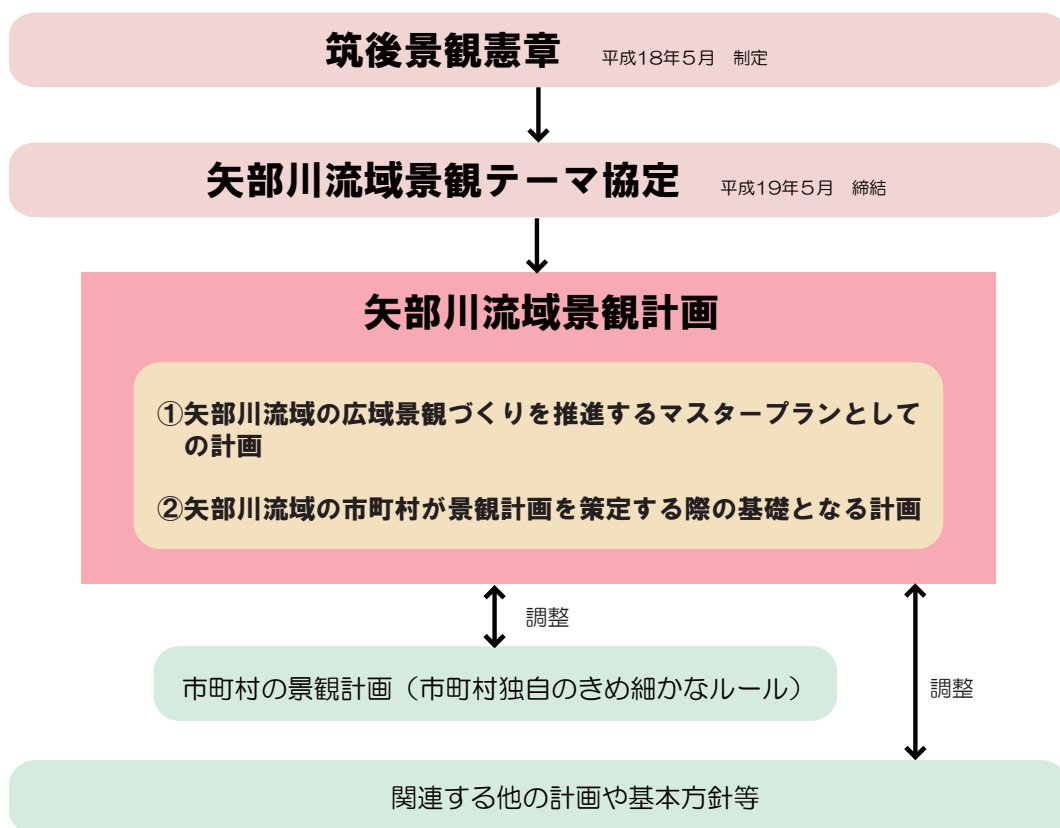 筑後景観憲章 平成18年5月 制定
矢部川流域景観テーマ協定 平成19年5月 締結
矢部川流域景観計画
①矢部川流域の広域景観づくりを推進するマスタープランとして
の計画
②矢部川流域の市町村が景観計画を策定する際の基礎となる計画
調整
市町村の景観計画（市町村独自のきめ細かなルール）
調整
関連する他の計画や基本方針等